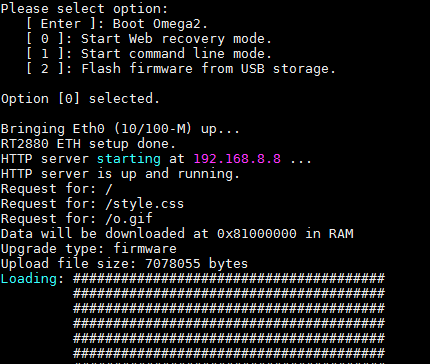 Please select option:
   [ Enter ]: Boot Omega2.
   [ 0 ]: Start Web recovery mode.
   [ 1 ]: Start command line mode.
   [ 2 ]: Flash firmware from USB storage.

Option [0] selected.

Bringing Eth0 (10/100-M) up...
RT2880 ETH setup done.
HTTP server starting at 192.168.8.8 ...
HTTP server is up and running.
Request for: /
Request for: /style.css
Request for: /o.gif
Data will be downloaded at 0x81000000 in RAM
Upgrade type: firmware
Upload file size: 7078055 bytes
Loading: ########################################
         ########################################
         ########################################
         ########################################
         ########################################
         ########################################